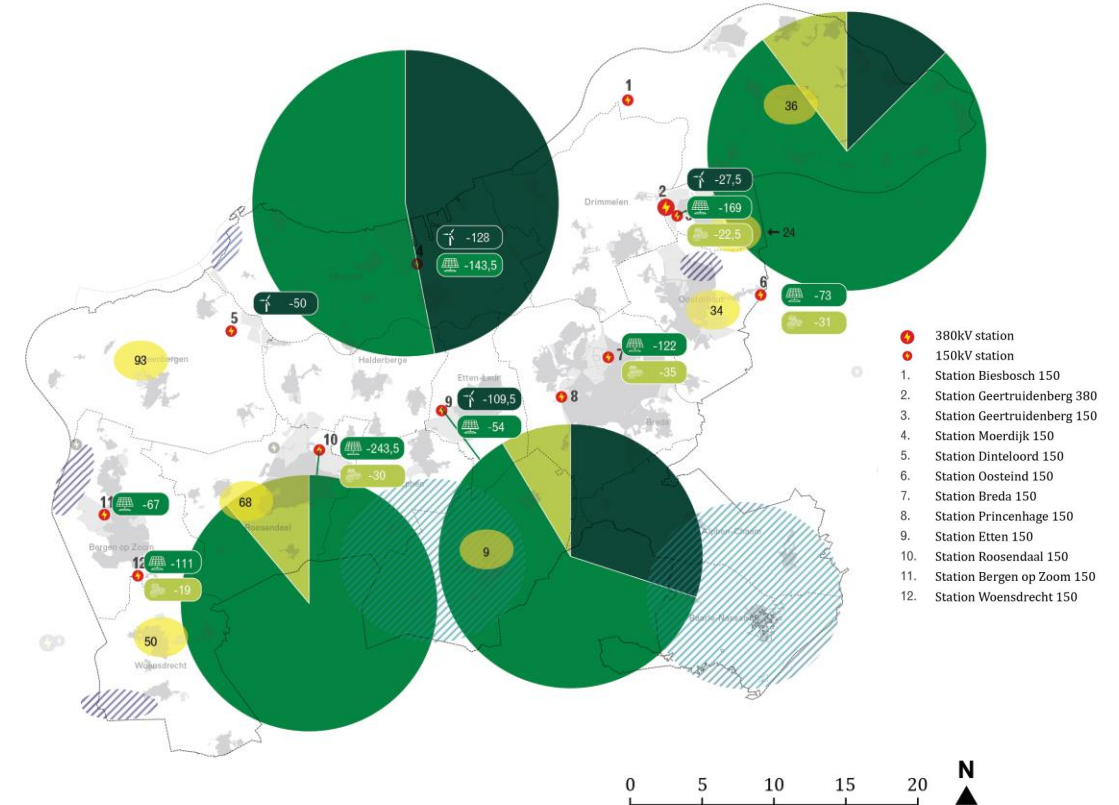 1
36
2
-27,5
Drimmelen
-169
-22,5
24
4
-128
-143,5
6
-73
-31
-50
5
34
7
-122
-35
93
Halderberge
Etten-Leur
9
-109,5
-54
8
Breda
10
-243,5
-30
11
-67
68
Roosendaal
Bergen op Zoom
12
-111
-19
9
50
Woensdrecht
380kV station
150kV station
1. Station Biesbosch 150
2. Station Geertruidenberg 380
3. Station Geertruidenberg 150
4. Station Moerdijk 150
5. Station Dinteloord 150
6. Station Oosteind 150
7. Station Breda 150
8. Station Princenhage 150
9. Station Etten 150
10. Station Roosendaal 150
11. Station Bergen op Zoom 150
12. Station Woensdrecht 150
0 5 10 15 20
N